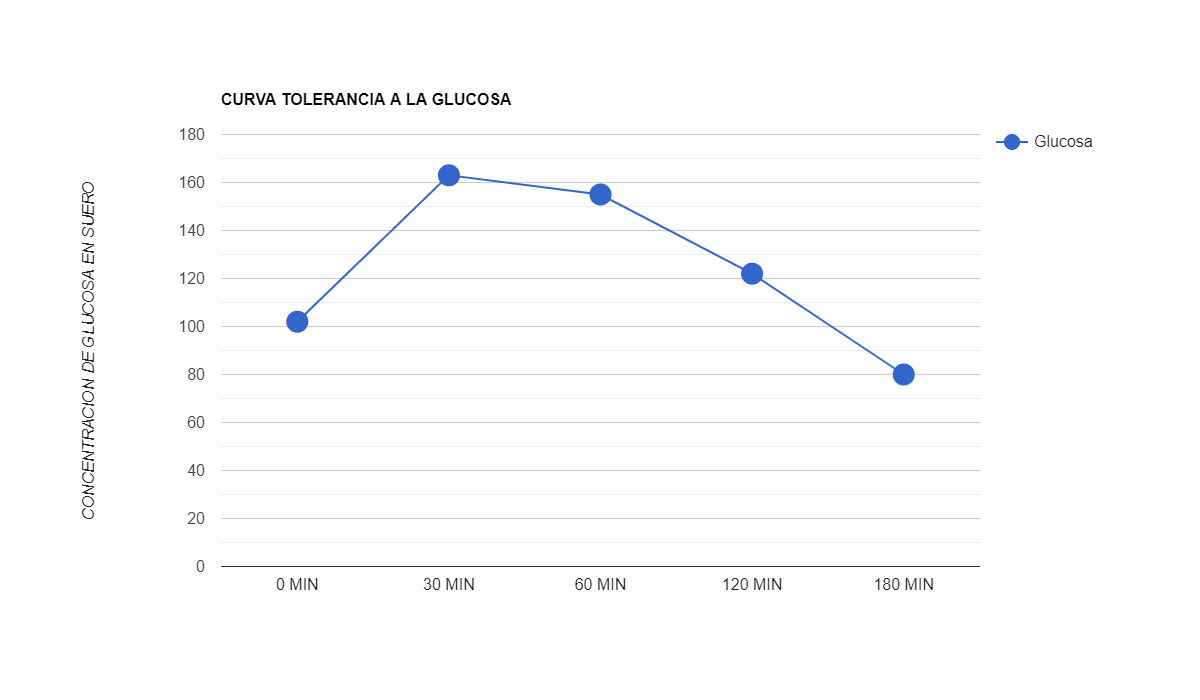 CURVA TOLERANCIA A LA GLUCOSA
Glucosa
CONCENTRACION DE GLUCOSA EN SUERO
180
160
140
120
100
80
60
40
20
0
0 MIN
30 MIN
60 MIN
120 MIN
180 MIN